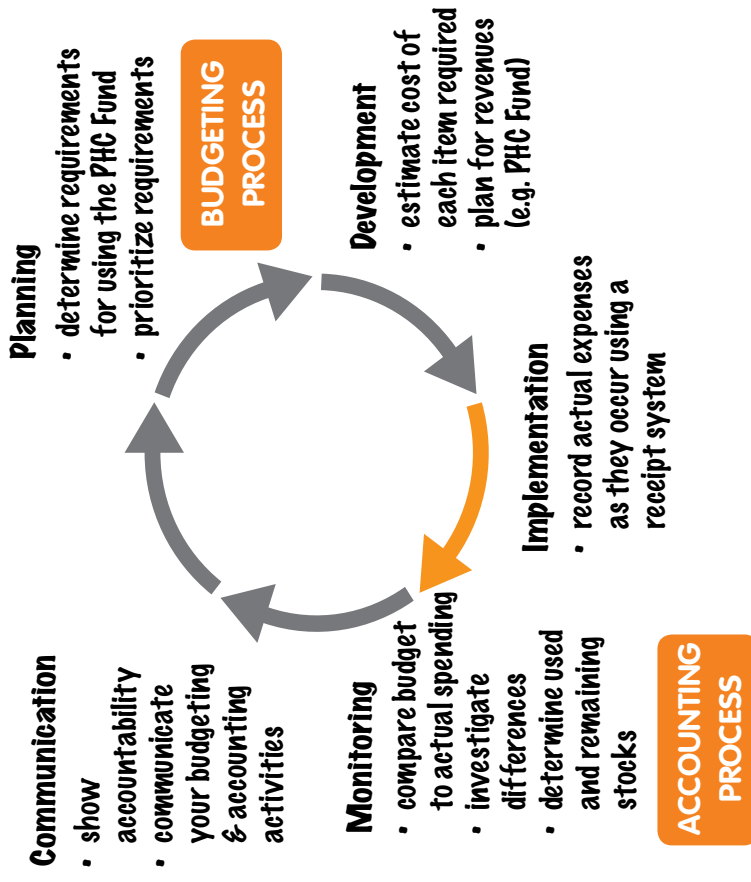 Planning
• determine requirements
for using the PHC Fund
• prioritize requirements
BUDGETING
PROCESS
Development
• estimate cost of
each item required
• plan for revenues
(e.g. PHC Fund)
Implementation
• record actual expenses
as they occur using a
receipt system
Monitoring
• compare budget
to actual spending
• investigate
differences
• determine used
and remaining
stocks
ACCOUNTING
PROCESS
Communication
• show
accountability
• communicate
your budgeting
& accounting
activities